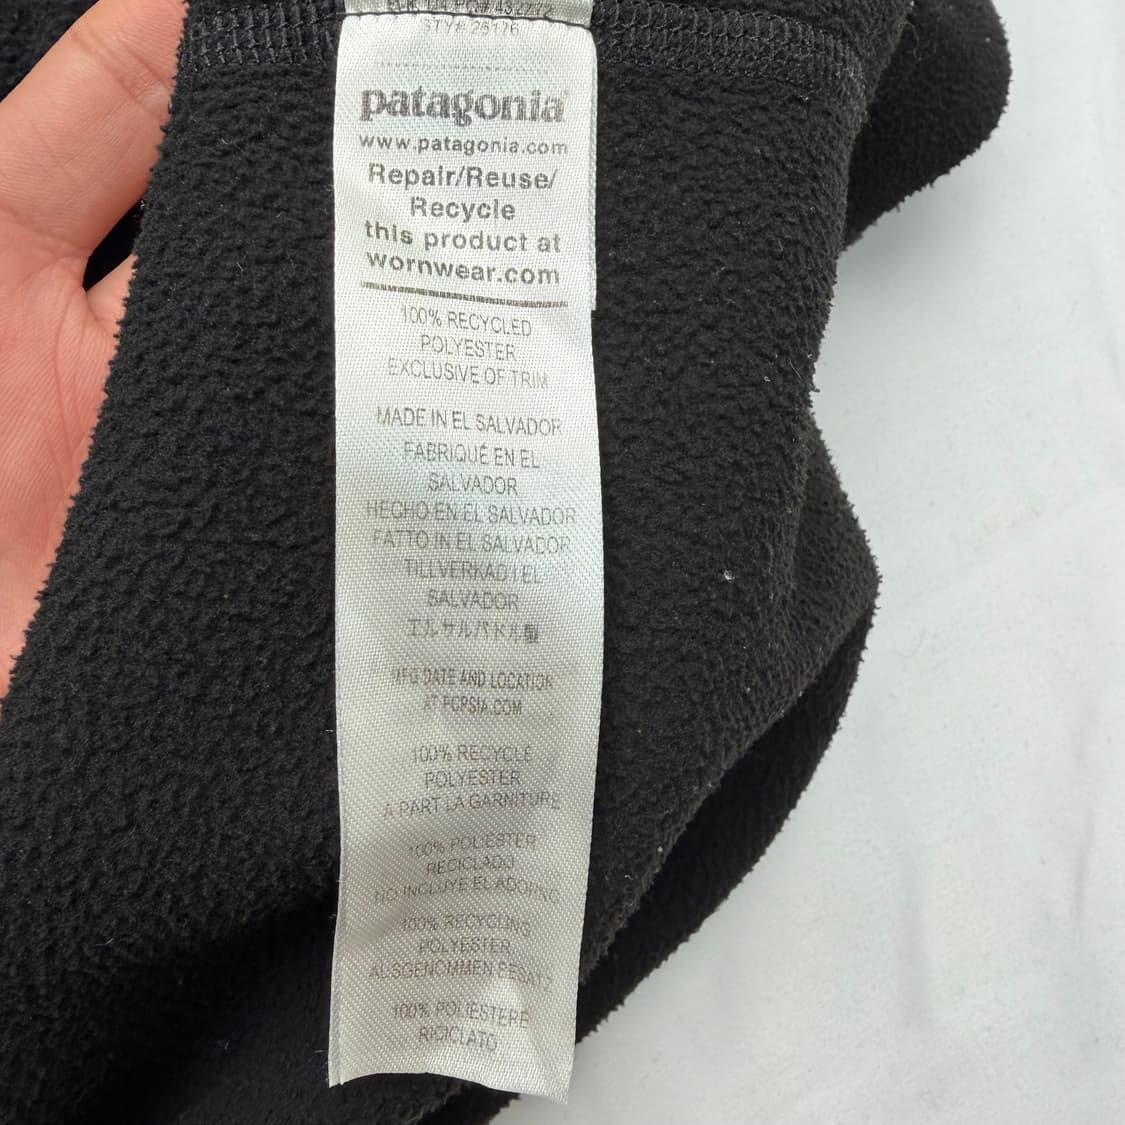 STY# 26176
patagonia®
www.patagonia.com
Repair/Reuse/
Recycle
this product at
wornwear.com
100% RECYCLED
POLYESTER
EXCLUSIVE OF TRIM
MADE IN EL SALVADOR
FABRIQUÉ EN EL
SALVADOR
HECHO EN EL SALVADOR
FATTO IN EL SALVADOR
TILLVERKAD I EL
SALVADOR
エルサルバドル製
MFG DATE AND LOCATION
AT PCPSIA.COM
100% RECYCLÉ
POLYESTER
À PART LA GARNITURE
100% POLIÉSTER
RECICLADO
NO INCLUYE EL ADORNO
100% RECYCLING
POLYESTER
AUSGENOMMEN BESATZ
100% POLIESTERE
RICICLATO